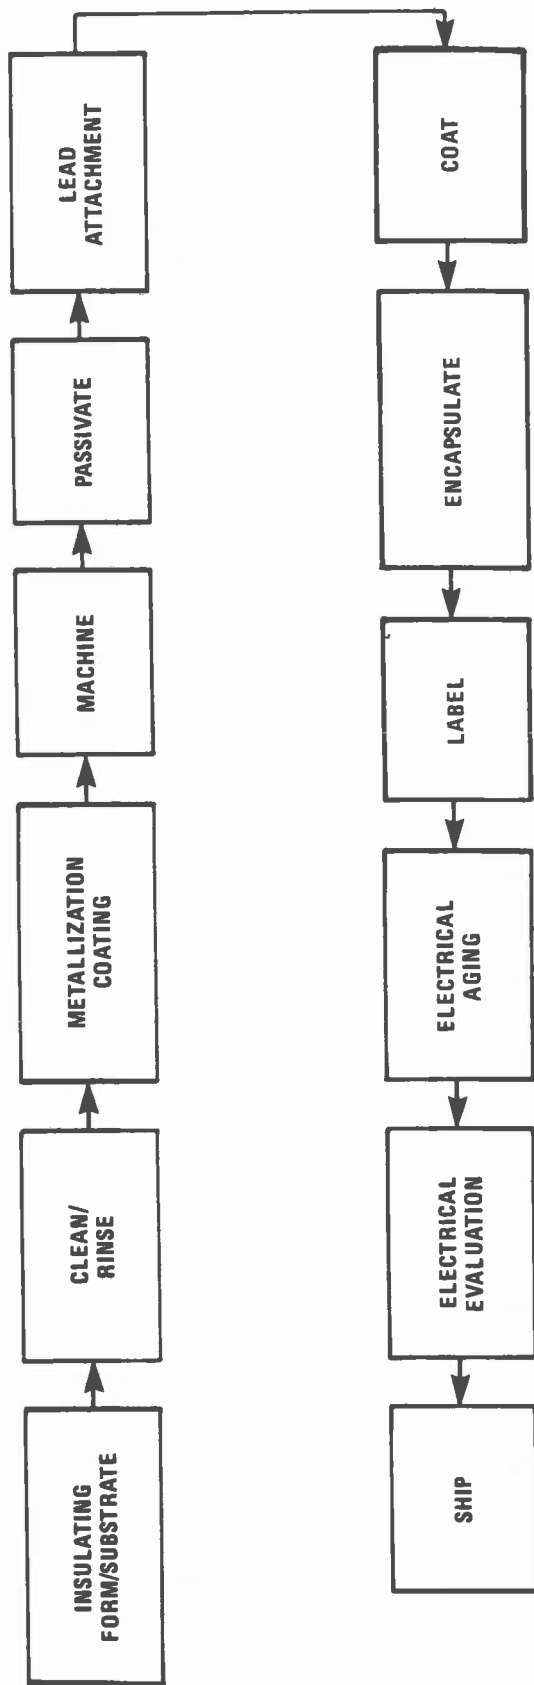 INSULATING
FORM/SUBSTRATE
CLEAN/
RINSE
METALLIZATION
COATING
MACHINE
PASSIVATE
LEAD
ATTACHMENT
COAT
ENCAPSULATE
LABEL
ELECTRICAL
AGING
ELECTRICAL
EVALUATION
SHIP